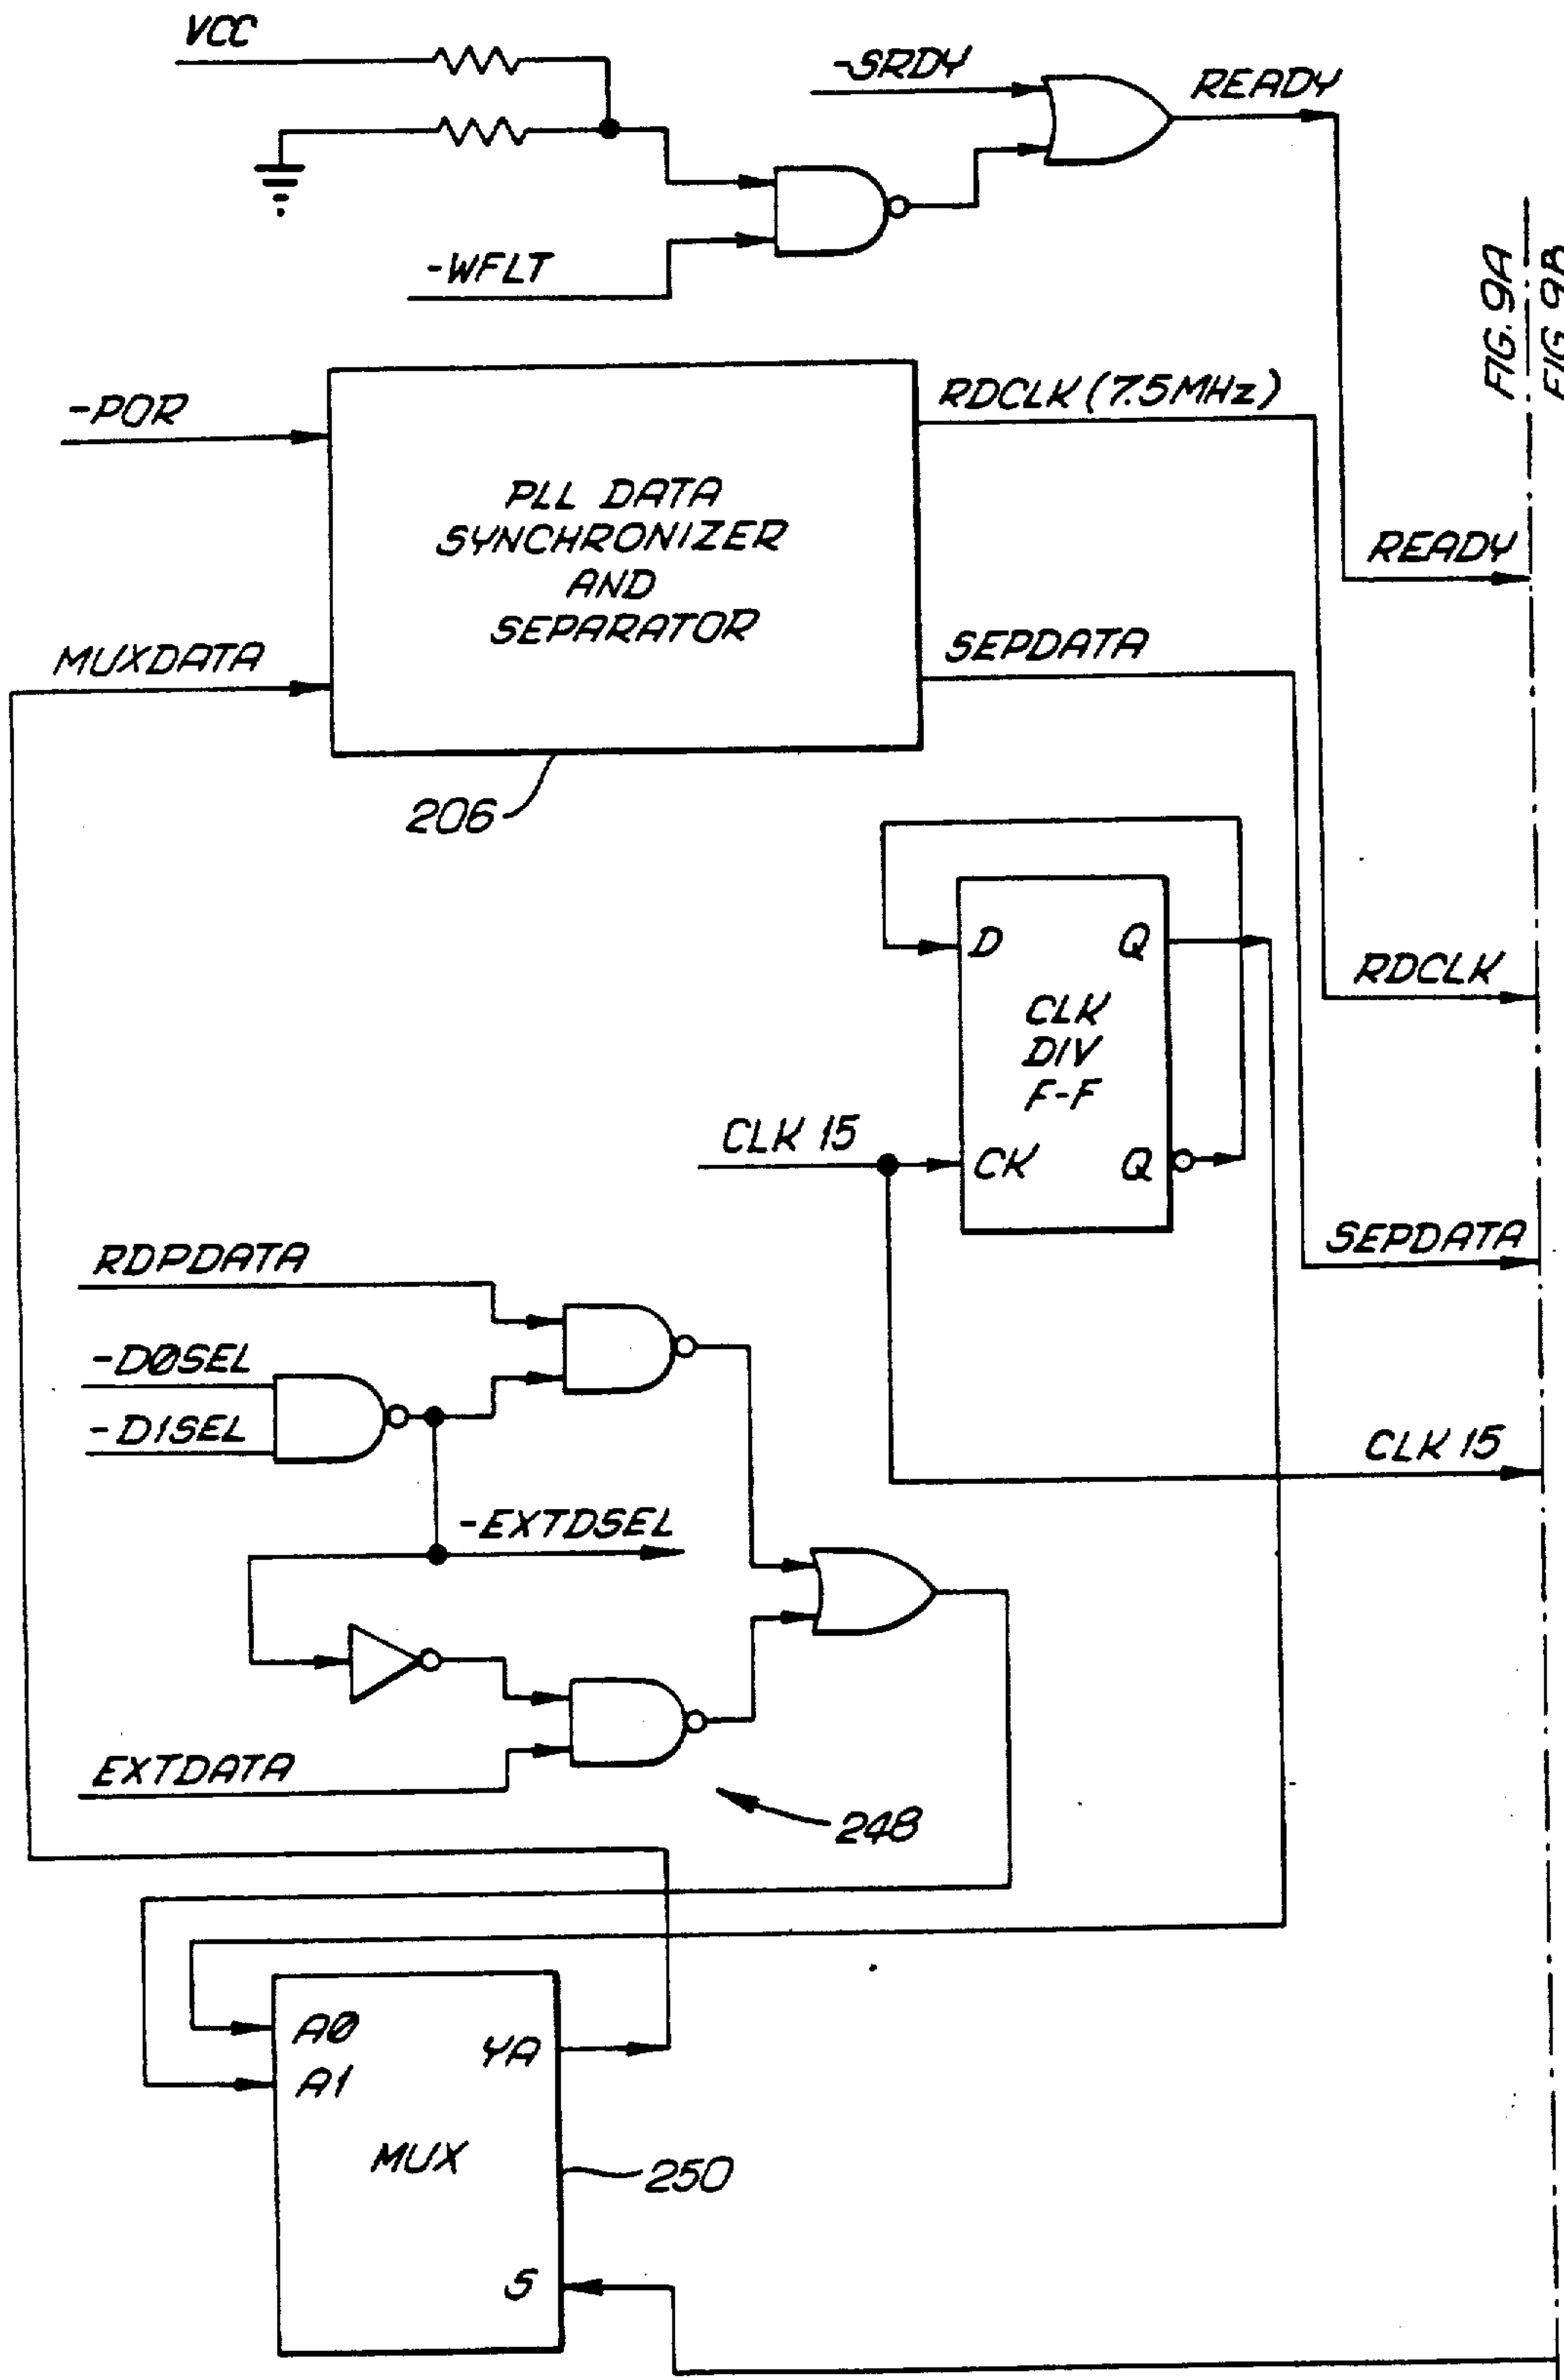 VCC
-SRDY
READY
-WFLT
FIG. 9A
FIG. 9B
-POR
RDCLK (7.5MHz)
PLL DATA
SYNCHRONIZER
AND
SEPARATOR
READY
MUXDATA
SEPDATA
206
D
Q
RDCLK
CLK
DIV
F-F
CLK 15
CK
Q
SEPDATA
RDPDATA
-DØSEL
-D1SEL
CLK 15
-EXTDSEL
EXTDATA
248
AØ
YA
A1
MUX
250
S